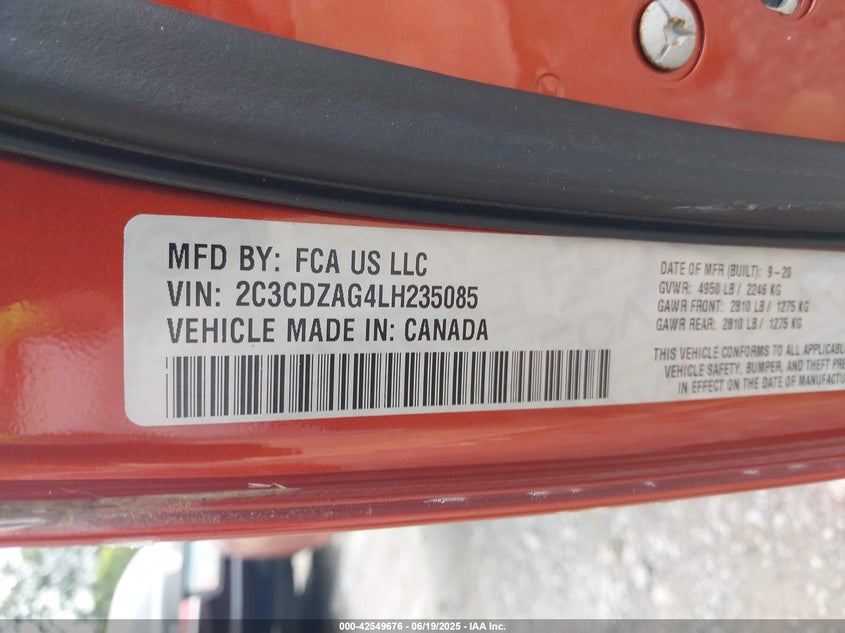 MFD BY: FCA US LLC
VIN: 2C3CDZAG4LH235085
VEHICLE MADE IN: CANADA
DATE OF MFR (BUILT): 9-20
GVWR: 4950 LB / 2246 KG
GAWR FRONT: 2810 LB / 1275 KG
GAWR REAR: 2810 LB / 1275 KG
THIS VEHICLE CONFORMS TO ALL APPLICABL
VEHICLE SAFETY, BUMPER, AND THEFT PRE
IN EFFECT ON THE DATE OF MANUFACTU
000-42549676 - 06/19/2025 - IAA Inc.